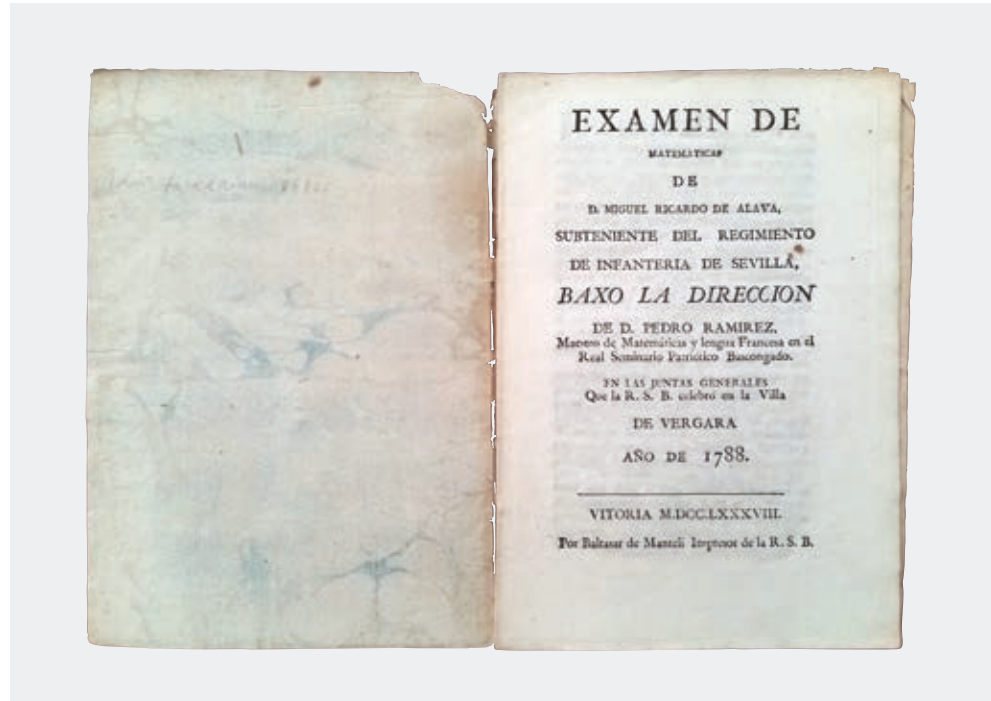 EXAMEN DE
MATEMATICAS
DE
D. MIGUEL RICARDO DE ALAVA,
SUBTENIENTE DEL REGIMIENTO
DE INFANTERIA DE SEVILLA,
BAXO LA DIRECCION
DE D. PEDRO RAMIREZ,
Maestro de Matemáticas y lengua Francesa en el
Real Seminario Patriótico Bascongado.
EN LAS JUNTAS GENERALES
Que la R. S. B. celebró en la Villa
DE VERGARA
AÑO DE 1788.
VITORIA M.DCC.LXXXVIII.
Por Baltasar de Manteli Impresor de la R. S. B.